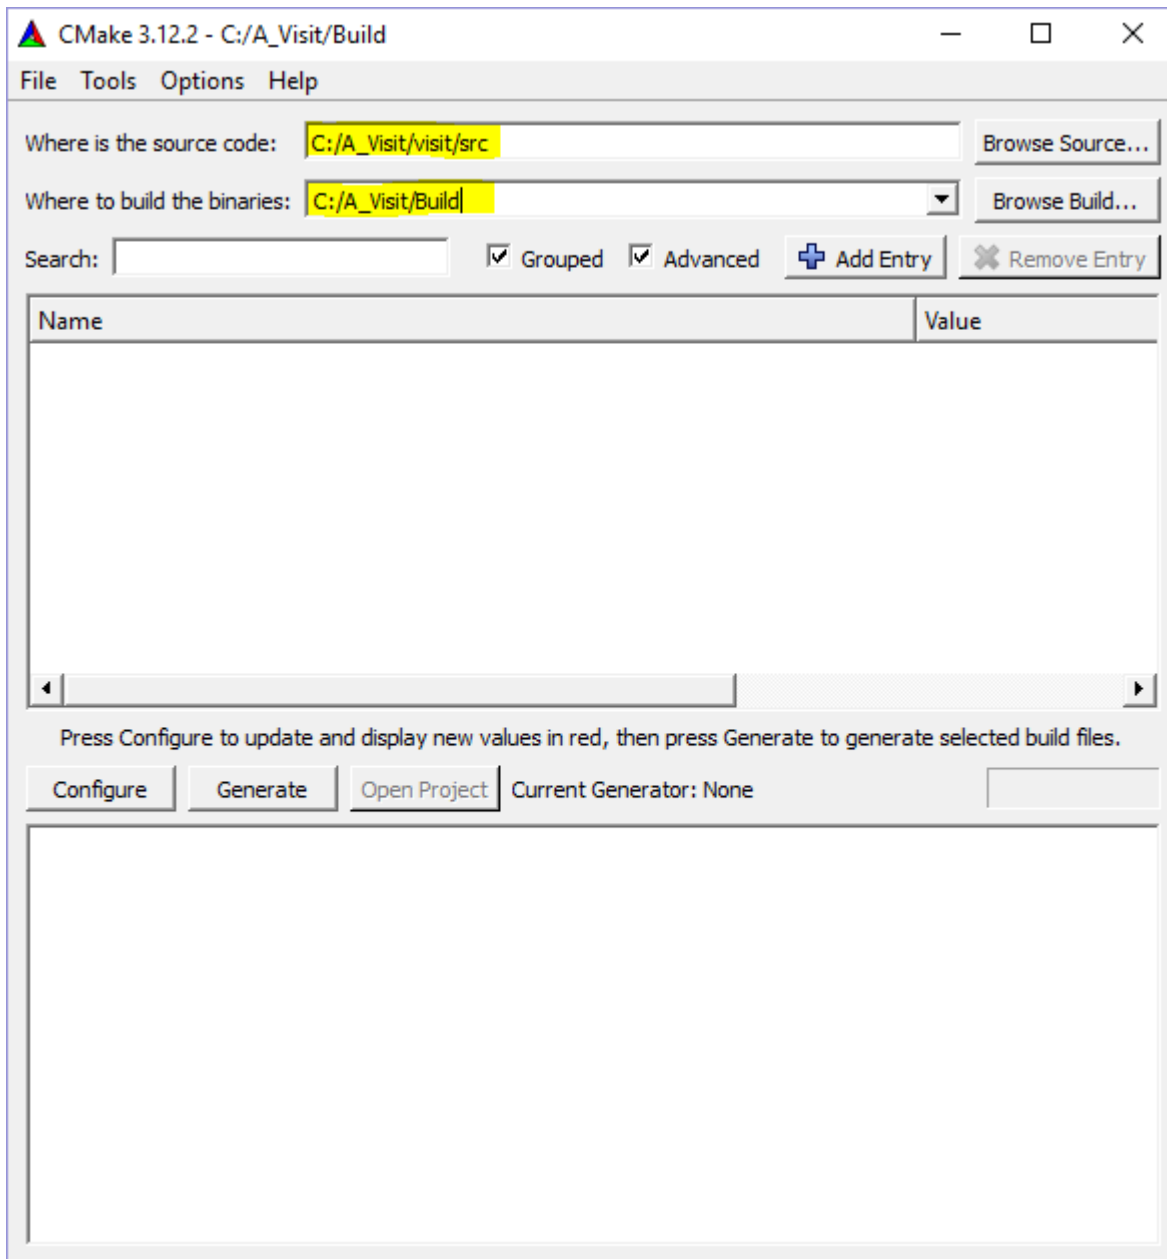 CMake 3.12.2 - C:/A_Visit/Build
File Tools Options Help
Where is the source code: C:/A_Visit/visit/src Browse Source...
Where to build the binaries: C:/A_Visit/Build Browse Build...
Search: Grouped Advanced Add Entry Remove Entry
Name Value
Press Configure to update and display new values in red, then press Generate to generate selected build files.
Configure Generate Open Project Current Generator: None